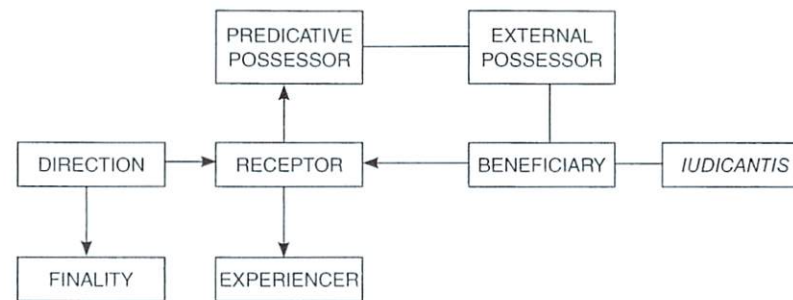 PREDICATIVE
POSSESSOR
EXTERNAL
POSSESSOR
DIRECTION
RECEPTOR
BENEFICIARY
IUDICANTIS
FINALITY
EXPERIENCER